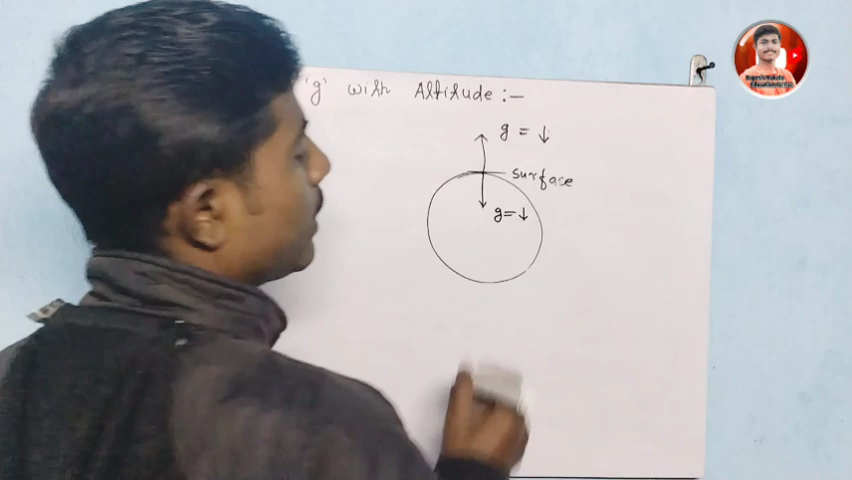 'g' with Altitude :-
g = ↓
surface
g = ↓